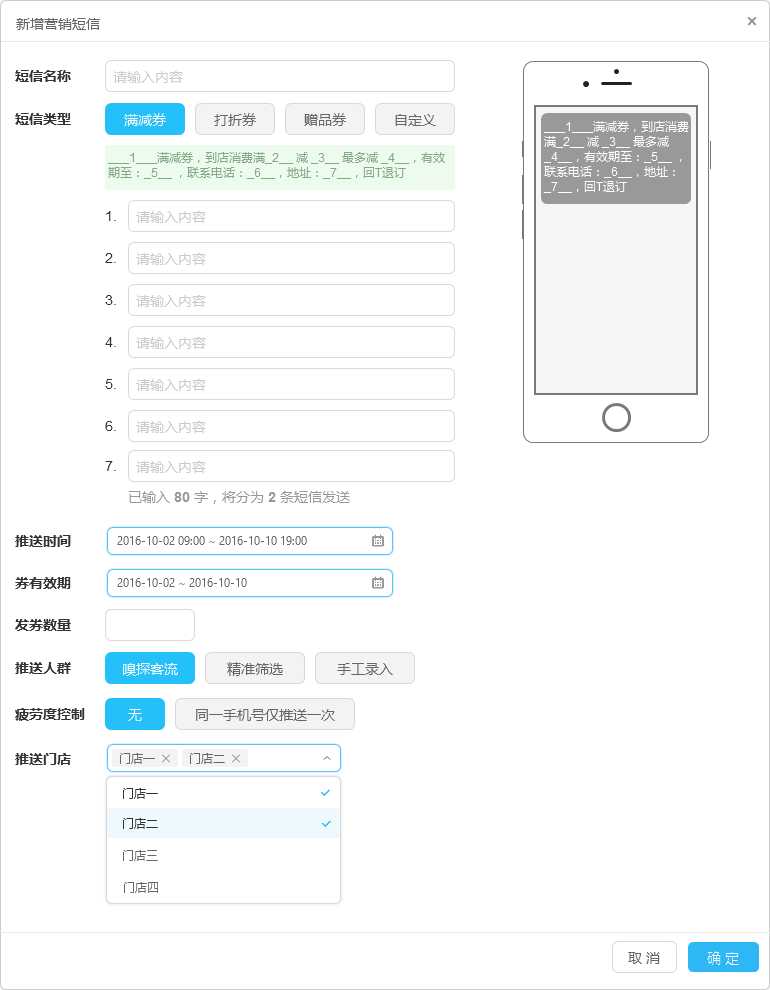 新增营销短信
短信名称
请输入内容
短信类型
满减券 打折券 赠品券 自定义
___1___满减券，到店消费满_2__ 减 _3__ 最多减 _4__，有效
期至：_5__ ，联系电话：_6__，地址：_7__，回T退订
1. 请输入内容
2. 请输入内容
3. 请输入内容
4. 请输入内容
5. 请输入内容
6. 请输入内容
7. 请输入内容
已输入 80 字，将分为 2 条短信发送
___1___满减券，到店消费
满_2__ 减 _3__ 最多减
_4__，有效期至：_5__ ，
联系电话：_6__，地址：
_7__，回T退订
推送时间
2016-10-02 09:00 ~ 2016-10-10 19:00
券有效期
2016-10-02 ~ 2016-10-10
发券数量
推送人群
嗅探客流 精准筛选 手工录入
疲劳度控制
无 同一手机号仅推送一次
推送门店
门店一 门店二
门店一
门店二
门店三
门店四
取 消 确 定